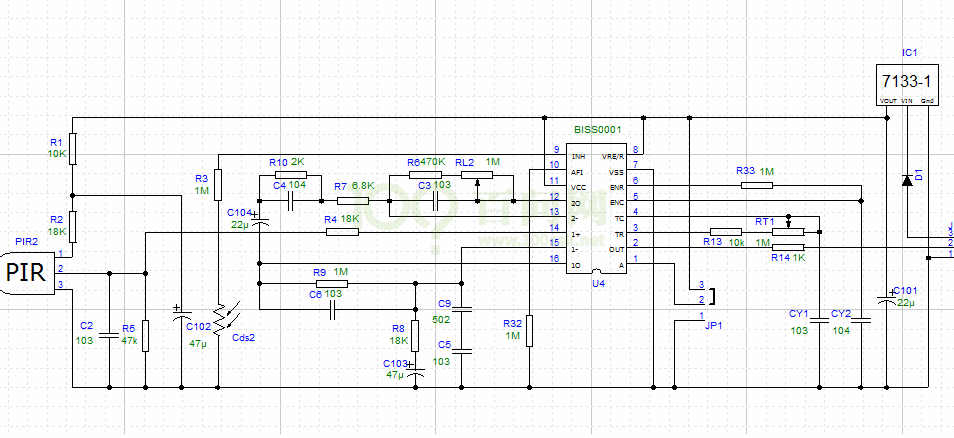 IC1
7133-1
VOUT VIN Gnd
BISS0001
R1
10K
R2
18K
PIR2
PIR
1
2
3
C2
103
R5
47k
C102
47µ
R3
1M
Cds2
C104
22µ
R10 2K
C4 104
R7 6.8K
R6 470K
C3 103
RL2 1M
R4 18K
R9 1M
C6 103
R8
18K
C103
47µ
C9
502
C5
103
R32
1M
9 INH VRE/R 8
10 AFI VSS 7
11 VCC ENR 6
12 2O ENC 5
13 2- TC 4
14 1+ TR 3
15 1- OUT 2
16 1O A 1
U4
3
2
1
JP1
R33 1M
R13 10k
RT1
1M
R14 1K
CY1
103
CY2
104
C101
22µ
D1
3
2
1